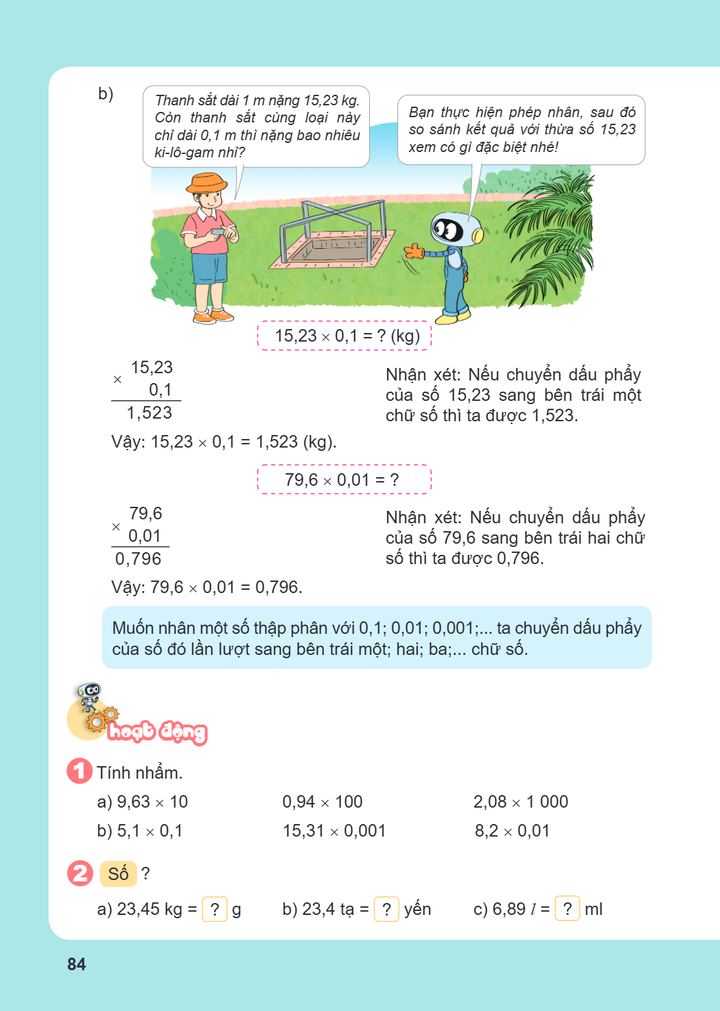 b)
Thanh sắt dài 1 m nặng 15,23 kg.
Còn thanh sắt cùng loại này
chỉ dài 0,1 m thì nặng bao nhiêu
ki-lô-gam nhỉ?
Bạn thực hiện phép nhân, sau đó
so sánh kết quả với thừa số 15,23
xem có gì đặc biệt nhé!
15,23 × 0,1 = ? (kg)
15,23
×
0,1
1,523
Nhận xét: Nếu chuyển dấu phẩy
của số 15,23 sang bên trái một
chữ số thì ta được 1,523.
Vậy: 15,23 × 0,1 = 1,523 (kg).
79,6 × 0,01 = ?
79,6
×
0,01
0,796
Nhận xét: Nếu chuyển dấu phẩy
của số 79,6 sang bên trái hai chữ
số thì ta được 0,796.
Vậy: 79,6 × 0,01 = 0,796.
Muốn nhân một số thập phân với 0,1; 0,01; 0,001;... ta chuyển dấu phẩy
của số đó lần lượt sang bên trái một; hai; ba;... chữ số.
hoạt động
1 Tính nhẩm.
a) 9,63 × 10 0,94 × 100 2,08 × 1 000
b) 5,1 × 0,1 15,31 × 0,001 8,2 × 0,01
2 Số ?
a) 23,45 kg = ? g b) 23,4 tạ = ? yến c) 6,89 l = ? ml
84